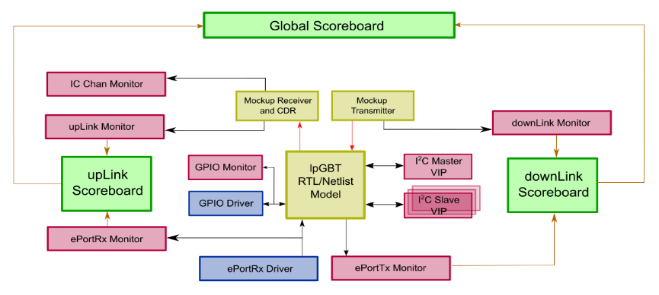 Global Scoreboard
IC Chan Monitor
Mockup Receiver
and CDR
Mockup
Transmitter
upLink Monitor
downLink Monitor
GPIO Monitor
lpGBT
RTL/Netlist
Model
I²C Master
VIP
upLink
Scoreboard
downLink
Scoreboard
GPIO Driver
I²C Slave
VIP
ePortRx Monitor
ePortRx Driver
ePortTx Monitor